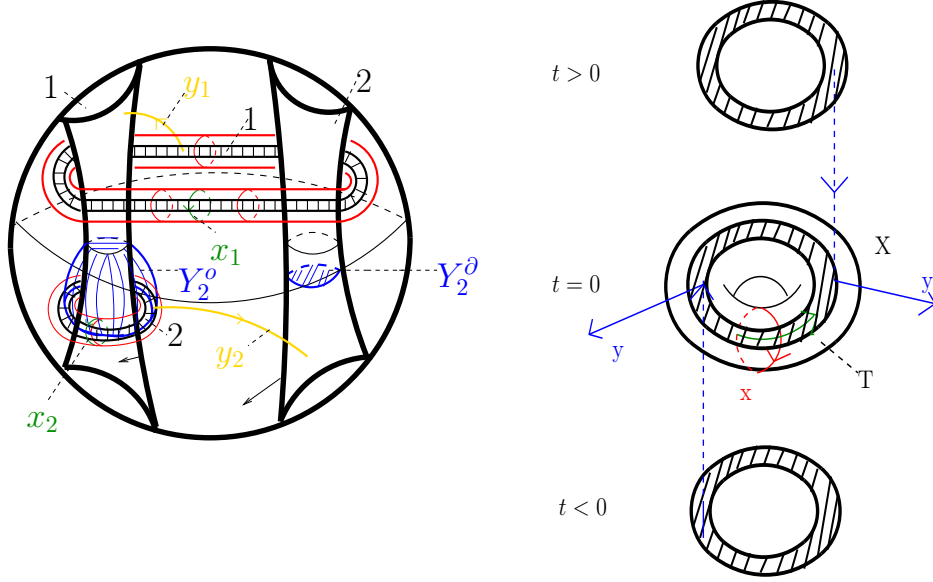 1
y₁
2
1
x₁
Y₂ᵒ
Y₂^∂
2
y₂
x₂
t > 0
X
t = 0
y
y
x
T
t < 0